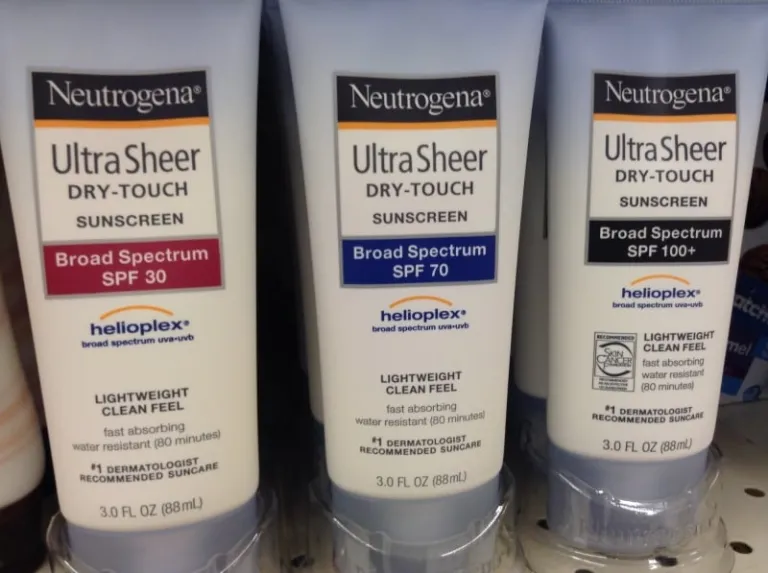 Neutrogena®
Ultra Sheer
DRY-TOUCH
SUNSCREEN
Broad Spectrum
SPF 30
helioplex®
broad spectrum uva•uvb
LIGHTWEIGHT
CLEAN FEEL
fast absorbing
water resistant (80 minutes)
#1 DERMATOLOGIST
RECOMMENDED SUNCARE
3.0 FL OZ (88mL)
Neutrogena®
Ultra Sheer
DRY-TOUCH
SUNSCREEN
Broad Spectrum
SPF 70
helioplex®
broad spectrum uva•uvb
LIGHTWEIGHT
CLEAN FEEL
fast absorbing
water resistant (80 minutes)
#1 DERMATOLOGIST
RECOMMENDED SUNCARE
3.0 FL OZ (88mL)
Neutrogena®
Ultra Sheer
DRY-TOUCH
SUNSCREEN
Broad Spectrum
SPF 100+
helioplex®
broad spectrum uva•uvb
RECOMMENDED
SKIN
CANCER
LIGHTWEIGHT
CLEAN FEEL
fast absorbing
water resistant
(80 minutes)
#1 DERMATOLOGIST
RECOMMENDED SUNCARE
3.0 FL OZ (88mL)